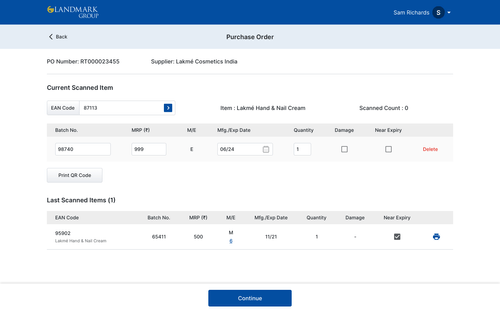 LANDMARK
GROUP
Sam Richards S
Back
Purchase Order
PO Number: RT000023455 Supplier: Lakmé Cosmetics India
Current Scanned Item
EAN Code 87113 Item : Lakmé Hand & Nail Cream Scanned Count : 0
Batch No. MRP (₹) M/E Mfg./Exp Date Quantity Damage Near Expiry
98740 999 E 06/24 1 Delete
Print QR Code
Last Scanned Items (1)
EAN Code Batch No. MRP (₹) M/E Mfg./Exp Date Quantity Damage Near Expiry
95902 65411 500 M 11/21 1 -
Lakmé Hand & Nail Cream
Continue